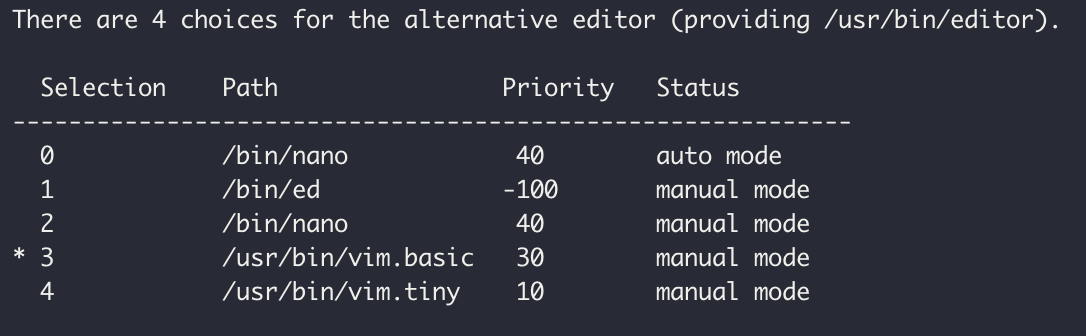 There are 4 choices for the alternative editor (providing /usr/bin/editor).
  Selection    Path                Priority   Status
------------------------------------------------------------
  0            /bin/nano            40        auto mode
  1            /bin/ed             -100       manual mode
  2            /bin/nano            40        manual mode
* 3            /usr/bin/vim.basic   30        manual mode
  4            /usr/bin/vim.tiny    10        manual mode